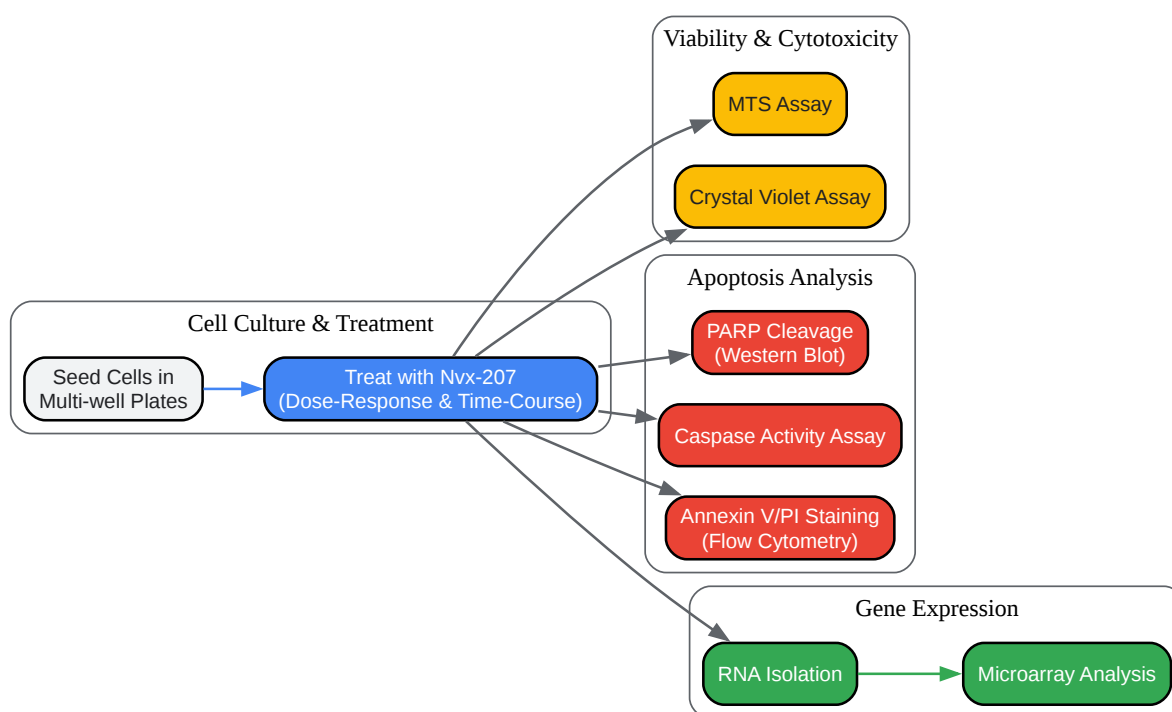 Viability & Cytotoxicity
MTS Assay
Crystal Violet Assay
Apoptosis Analysis
PARP Cleavage
(Western Blot)
Caspase Activity Assay
Annexin V/PI Staining
(Flow Cytometry)
Cell Culture & Treatment
Seed Cells in
Multi-well Plates
Treat with Nvx-207
(Dose-Response & Time-Course)
Gene Expression
RNA Isolation
Microarray Analysis